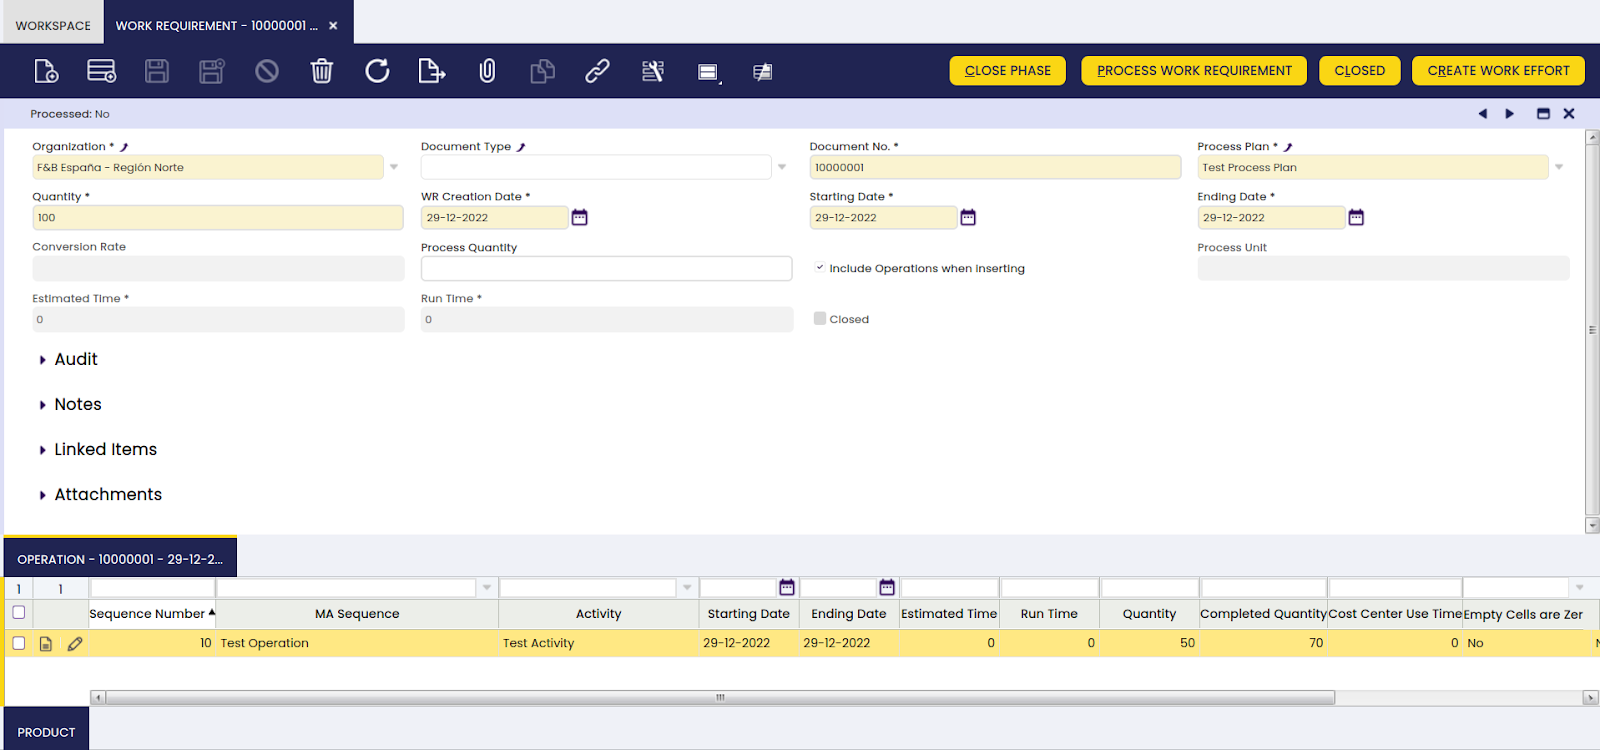 WORKSPACE
WORK REQUIREMENT - 10000001 ...
CLOSE PHASE
PROCESS WORK REQUIREMENT
CLOSED
CREATE WORK EFFORT
Processed: No
Organization *
Document Type
Document No. *
Process Plan *
F&B España - Región Norte
10000001
Test Process Plan
Quantity *
WR Creation Date *
Starting Date *
Ending Date *
100
29-12-2022
29-12-2022
29-12-2022
Conversion Rate
Process Quantity
Process Unit
Include Operations when Inserting
Estimated Time *
Run Time *
0
0
Closed
Audit
Notes
Linked Items
Attachments
OPERATION - 10000001 - 29-12-2...
1 1
Sequence Number MA Sequence Activity Starting Date Ending Date Estimated Time Run Time Quantity Completed Quantity Cost Center Use Time Empty Cells are Zer
10 Test Operation Test Activity 29-12-2022 29-12-2022 0 0 50 70 0 No
PRODUCT